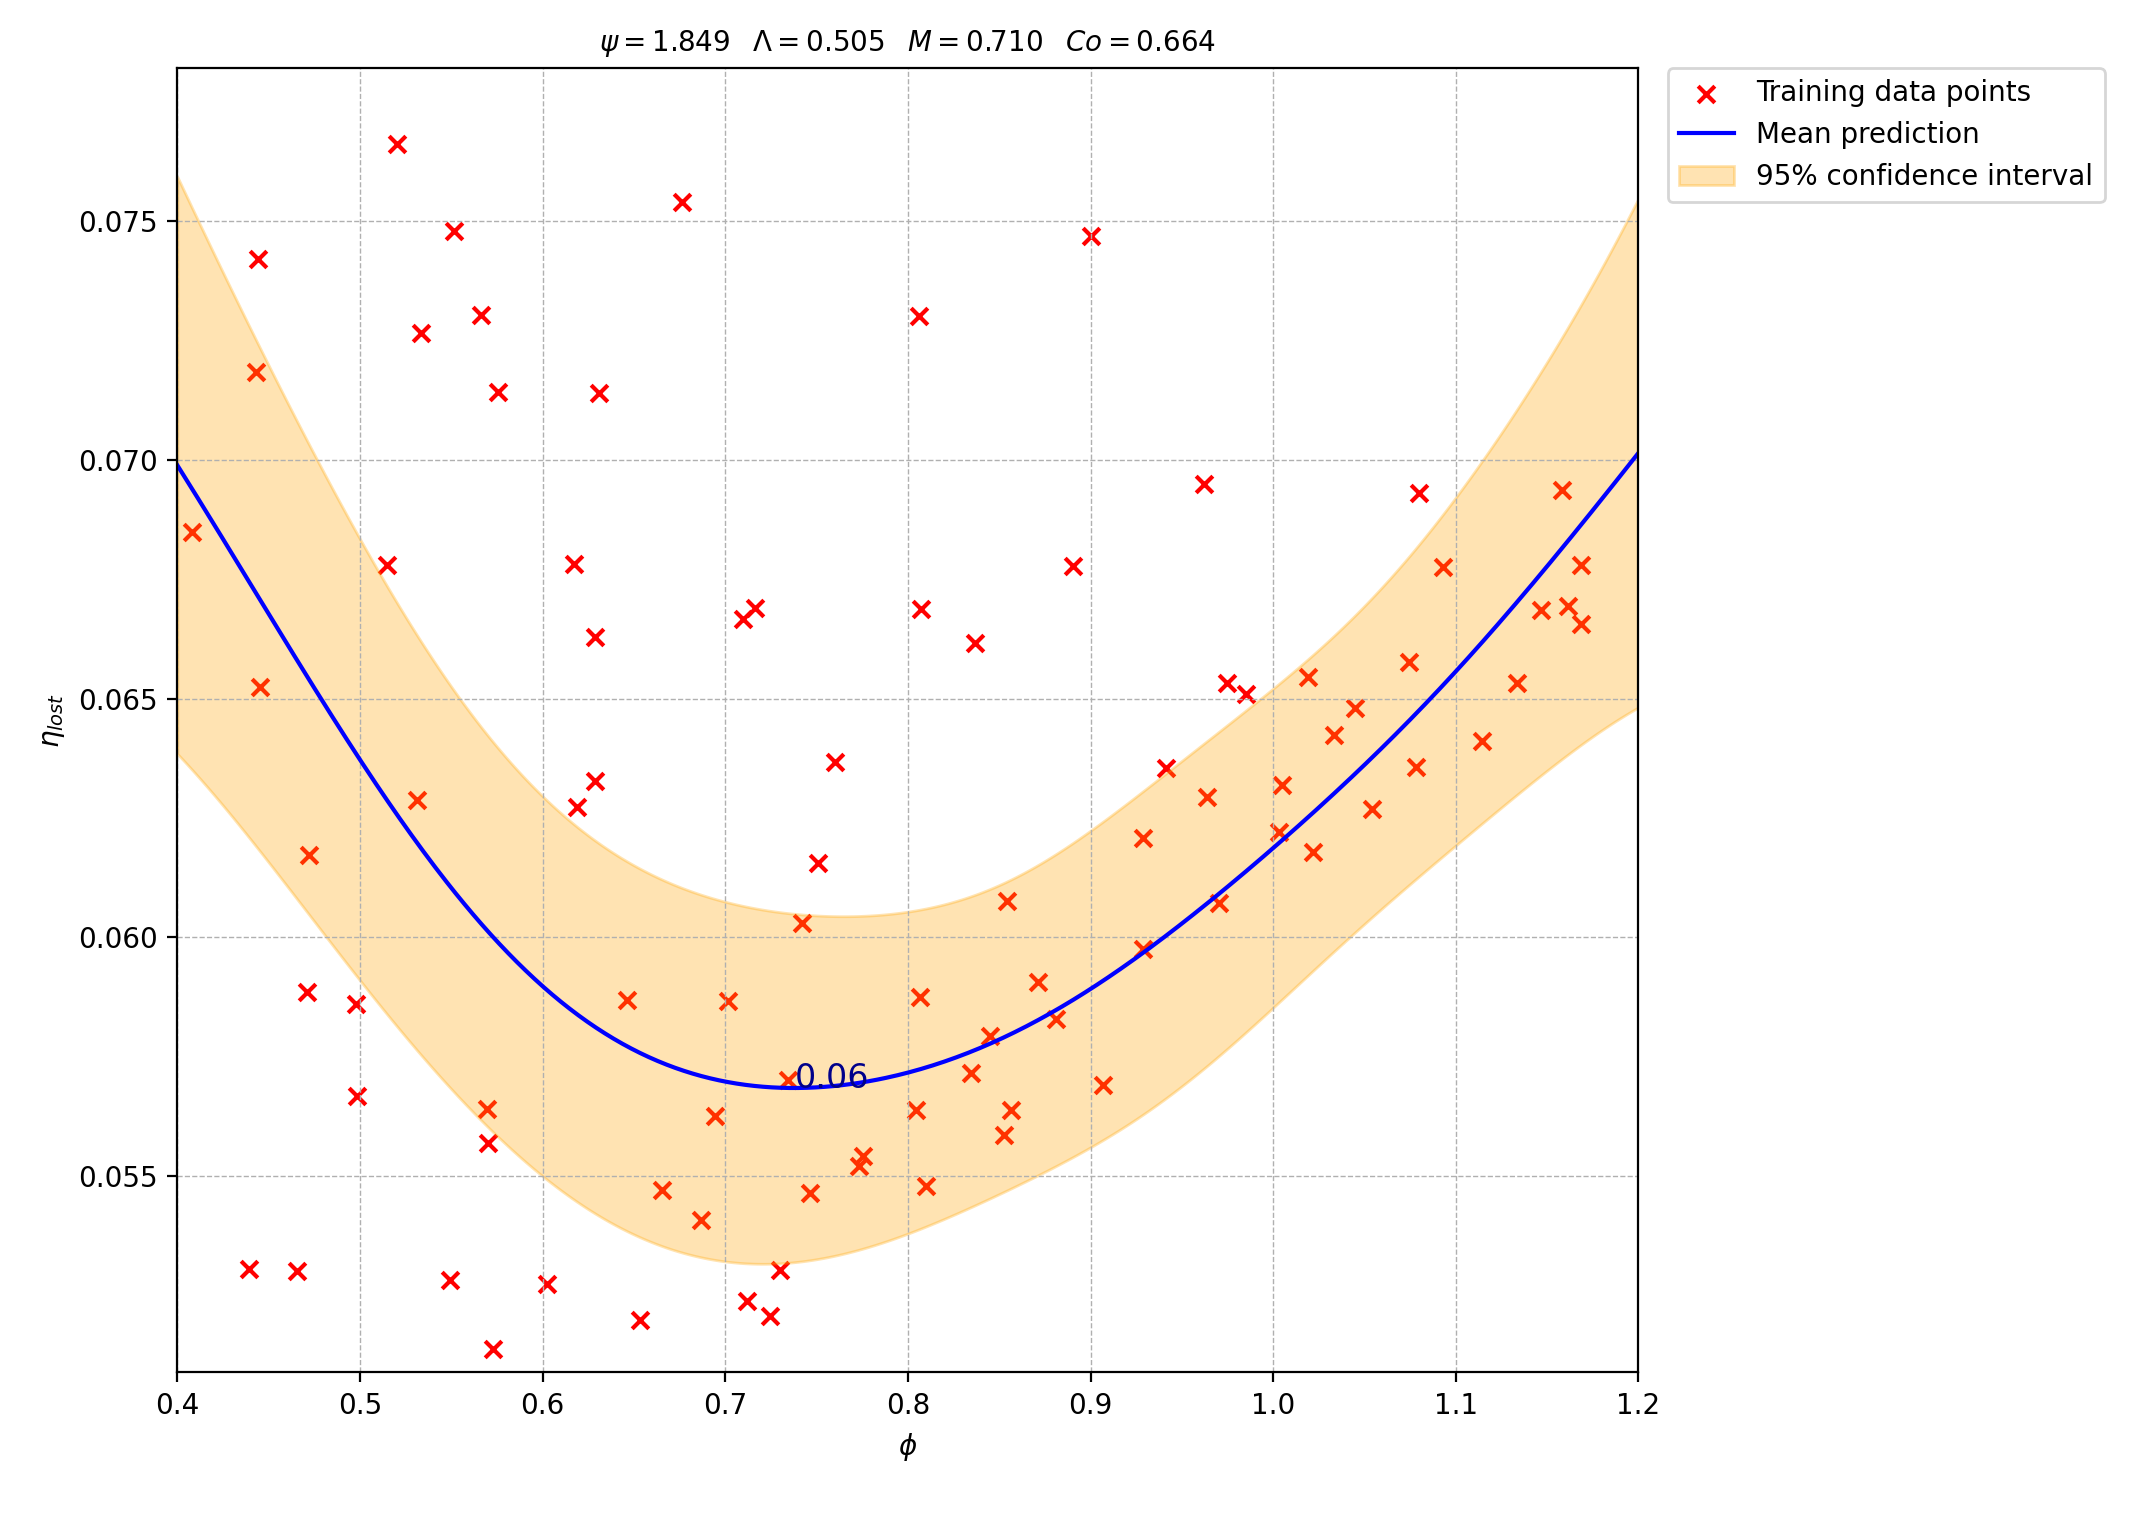 ψ = 1.849 Λ = 0.505 M = 0.710 Co = 0.664
Training data points
Mean prediction
95% confidence interval
0.075
0.070
0.065
0.060
0.055
η_lost
0.06
0.4 0.5 0.6 0.7 0.8 0.9 1.0 1.1 1.2
ϕ